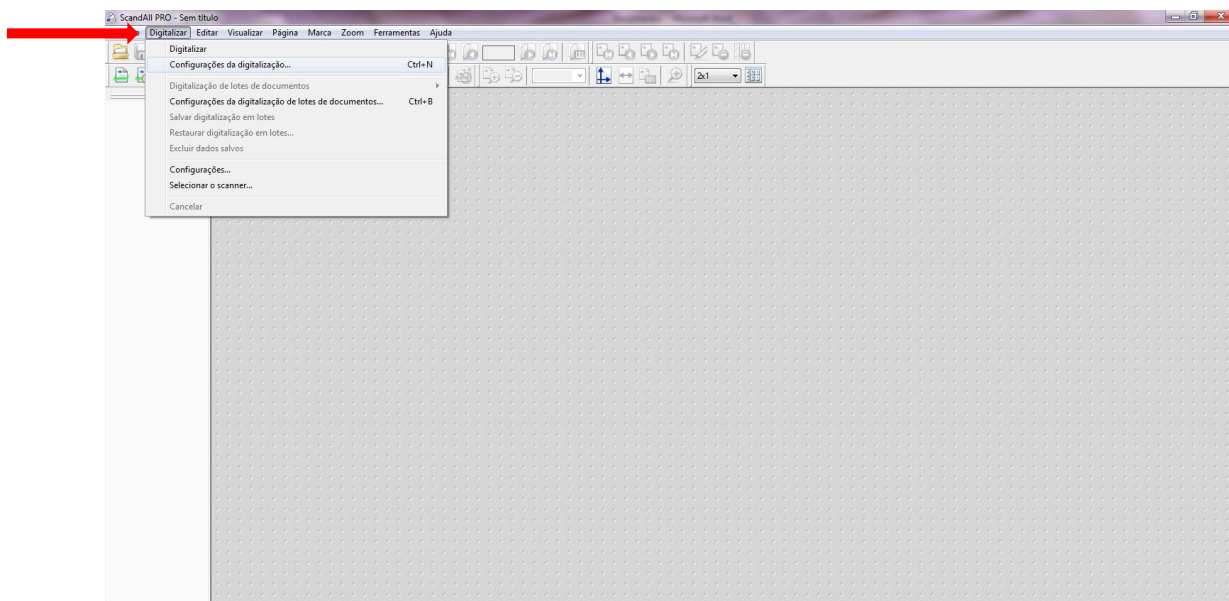 ScandAll PRO - Sem título
Digitalizar Editar Visualizar Página Marca Zoom Ferramentas Ajuda
Digitalizar
Configurações da digitalização... Ctrl+N
Digitalização de lotes de documentos
Configurações da digitalização de lotes de documentos... Ctrl+B
Salvar digitalização em lotes
Restaurar digitalização em lotes...
Excluir dados salvos
Configurações...
Selecionar o scanner...
Cancelar
2x1